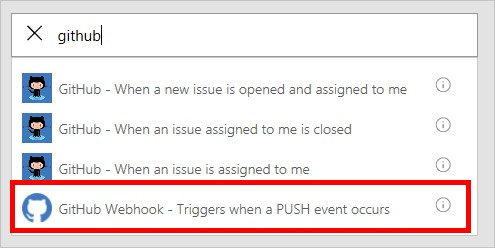 github
GitHub - When a new issue is opened and assigned to me
GitHub - When an issue assigned to me is closed
GitHub - When an issue is assigned to me
GitHub Webhook - Triggers when a PUSH event occurs